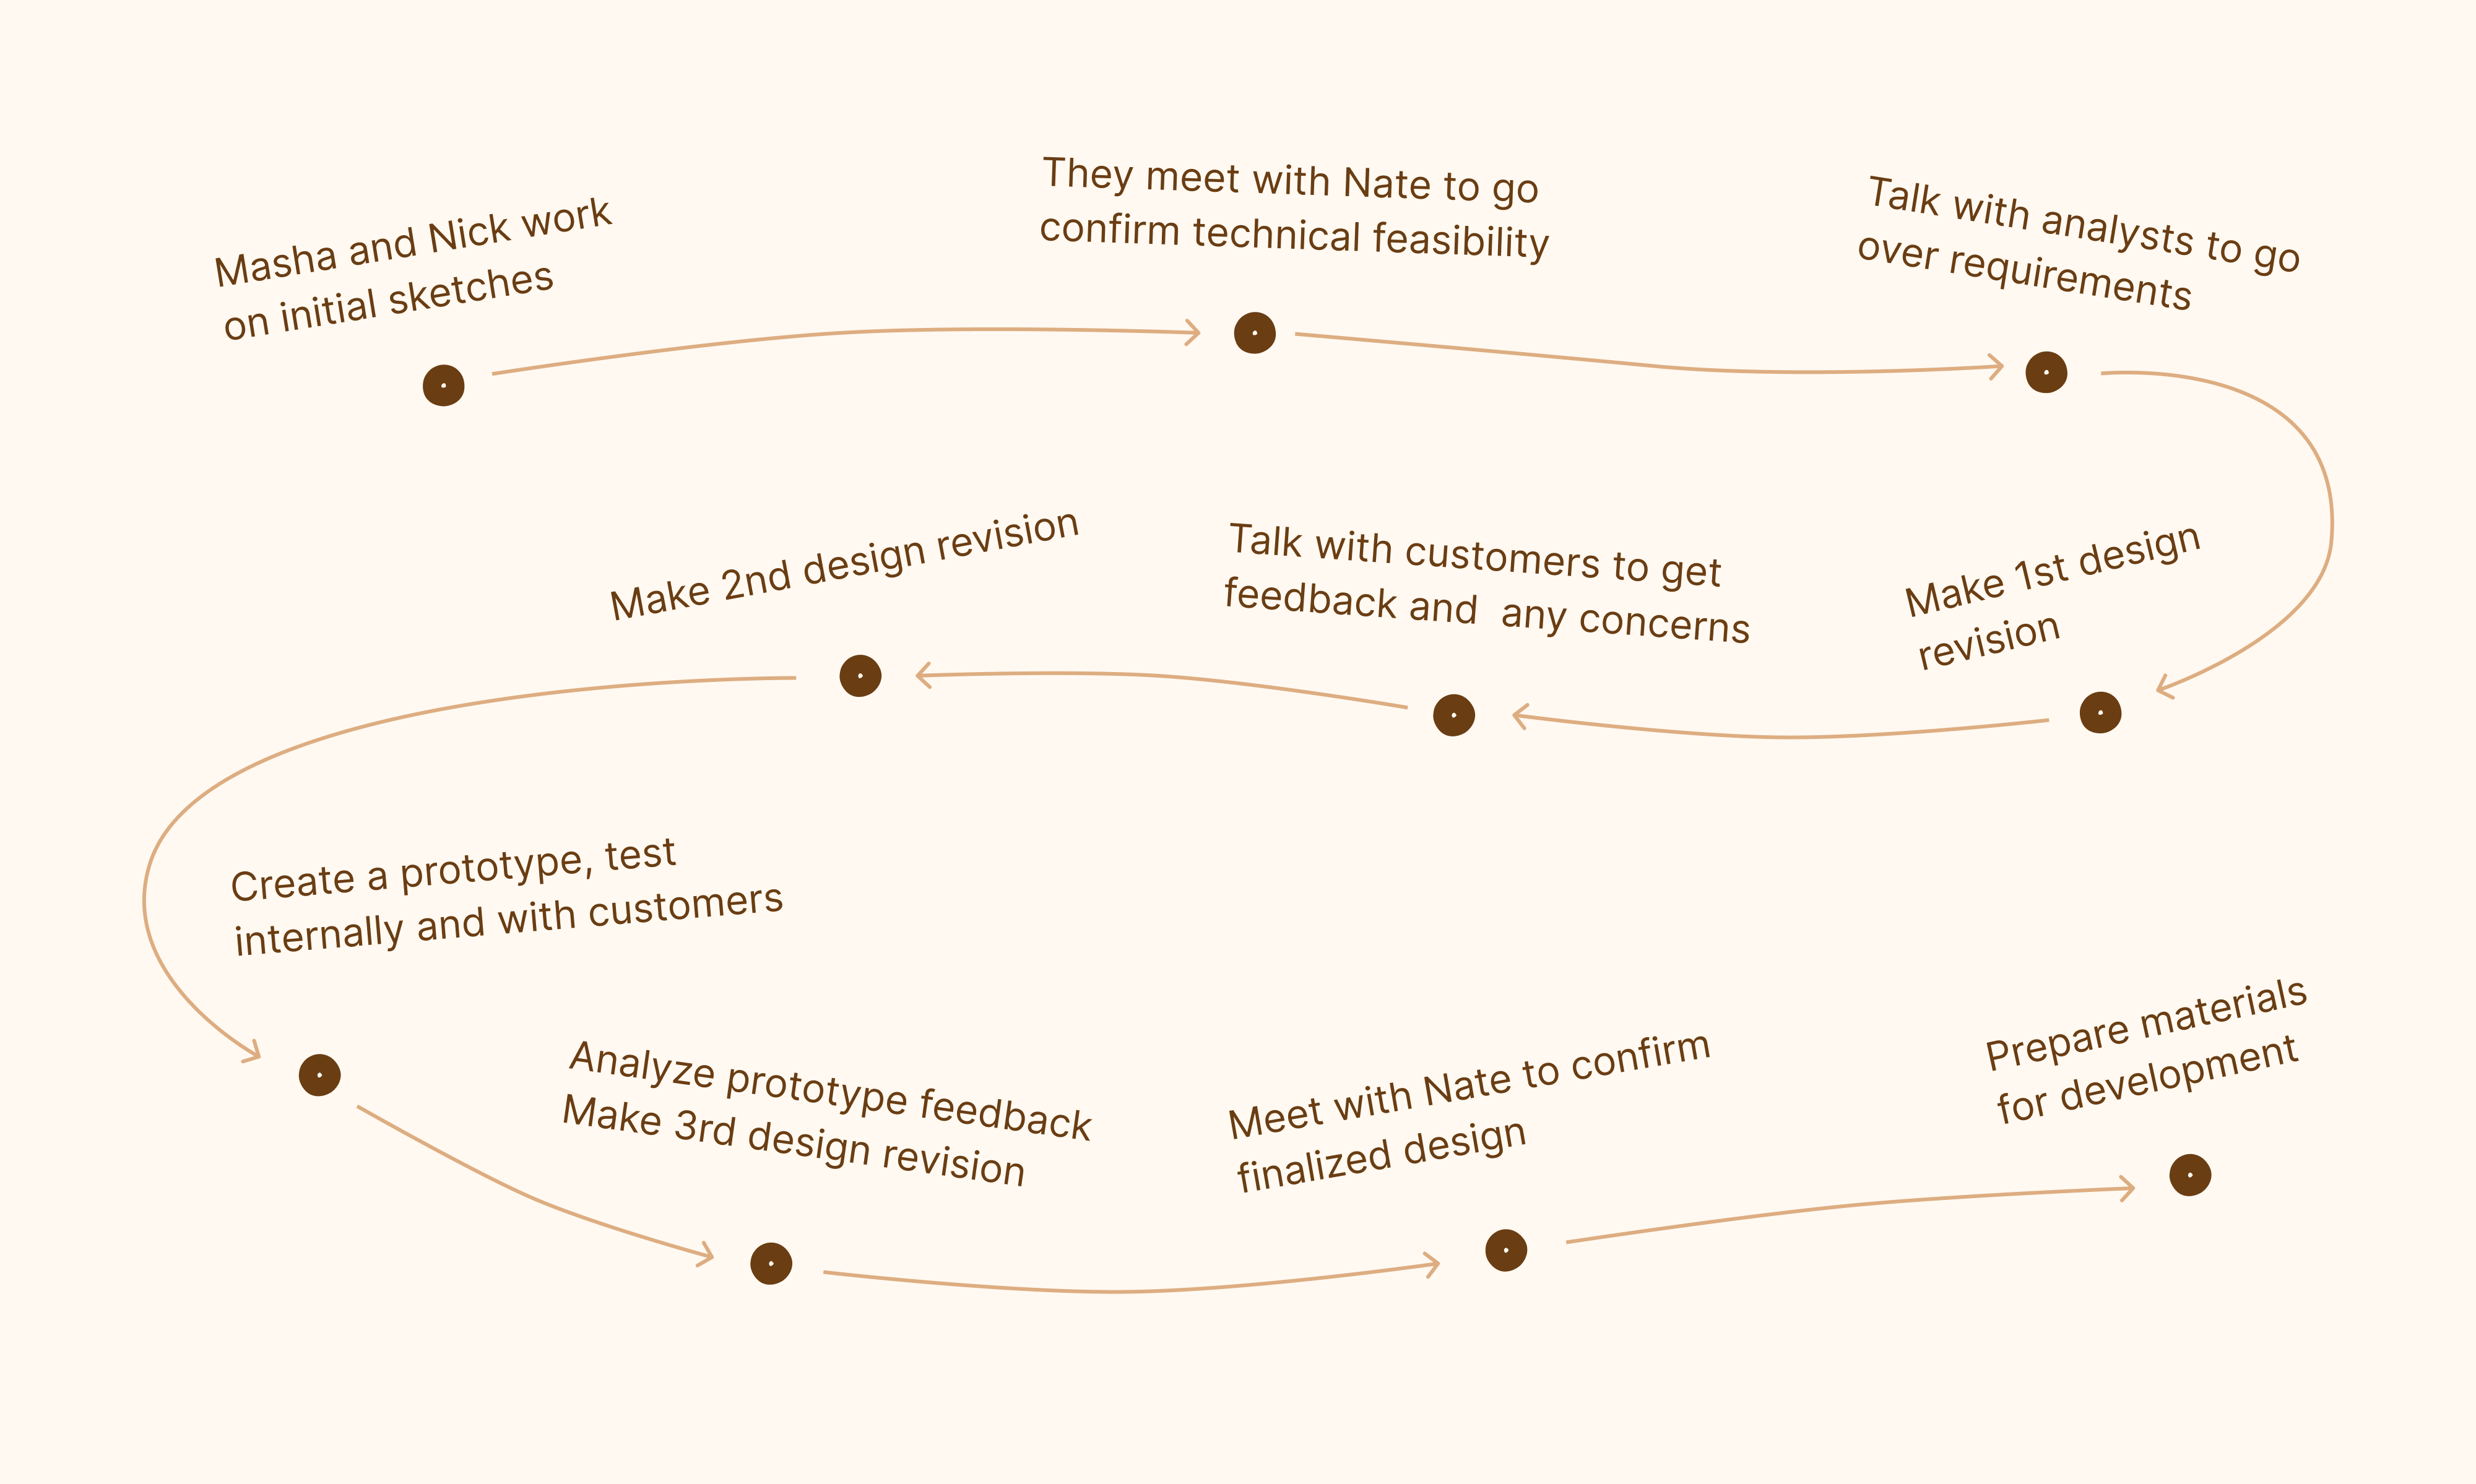 Masha and Nick work
on initial sketches
They meet with Nate to go
confirm technical feasibility
Talk with analysts to go
over requirements
Make 1st design
revision
Talk with customers to get
feedback and  any concerns
Make 2nd design revision
Create a prototype, test
internally and with customers
Analyze prototype feedback
Make 3rd design revision
Meet with Nate to confirm
finalized design
Prepare materials
for development